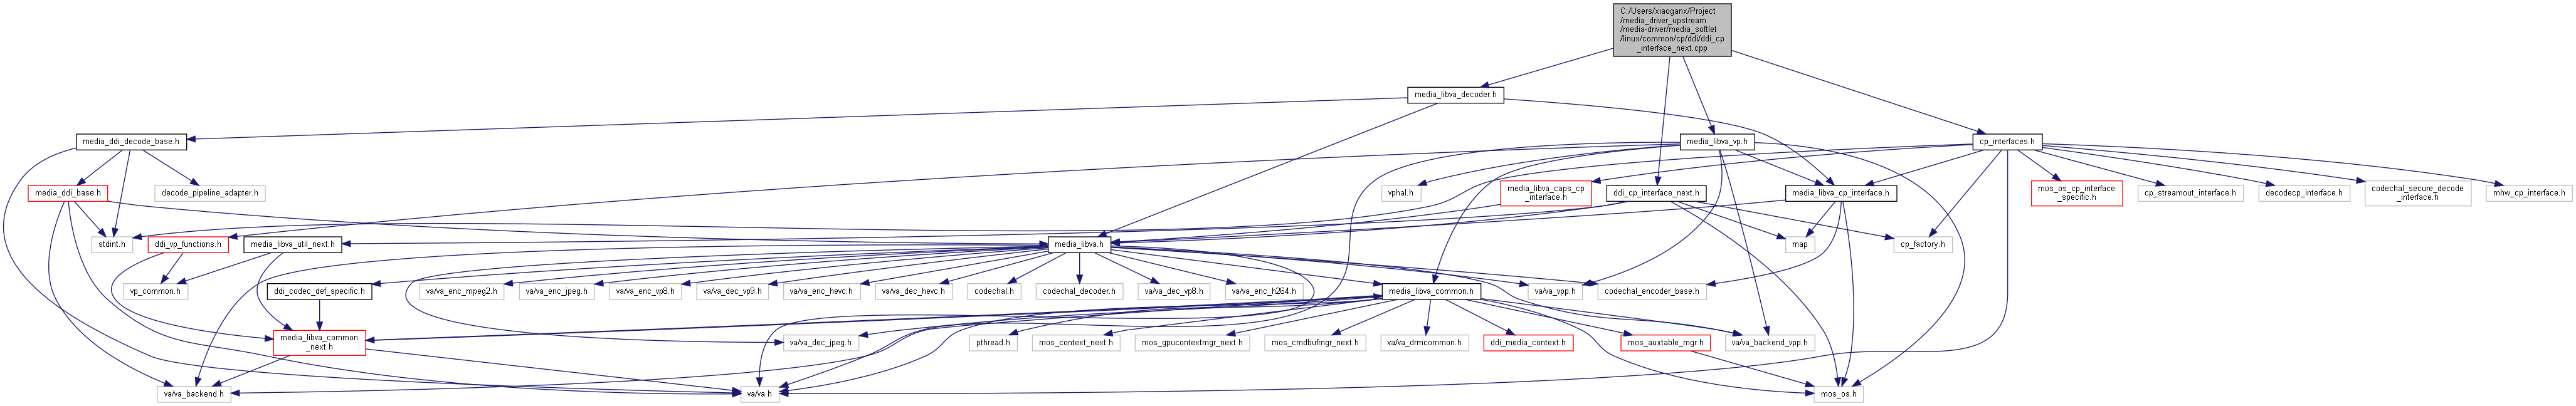 C:/Users/xiaoganx/Project
/media_driver_upstream
/media-driver/media_softlet
/linux/common/cp/ddi/ddi_cp
_interface_next.cpp
media_libva_decoder.h
media_ddi_decode_base.h
media_libva_vp.h
cp_interfaces.h
media_ddi_base.h
decode_pipeline_adapter.h
vphal.h
media_libva_caps_cp
_interface.h
ddi_cp_interface_next.h
media_libva_cp_interface.h
mos_os_cp_interface
_specific.h
cp_streamout_interface.h
decodecp_interface.h
codechal_secure_decode
_interface.h
mhw_cp_interface.h
stdint.h
ddi_vp_functions.h
media_libva_util_next.h
media_libva.h
map
cp_factory.h
vp_common.h
ddi_codec_def_specific.h
va/va_enc_mpeg2.h
va/va_enc_jpeg.h
va/va_enc_vp8.h
va/va_dec_vp9.h
va/va_enc_hevc.h
va/va_dec_hevc.h
codechal.h
codechal_decoder.h
va/va_dec_vp8.h
va/va_enc_h264.h
media_libva_common.h
va/va_vpp.h
codechal_encoder_base.h
media_libva_common
_next.h
va/va_dec_jpeg.h
pthread.h
mos_context_next.h
mos_gpucontextmgr_next.h
mos_cmdbufmgr_next.h
va/va_drmcommon.h
ddi_media_context.h
mos_auxtable_mgr.h
va/va_backend_vpp.h
va/va_backend.h
va/va.h
mos_os.h